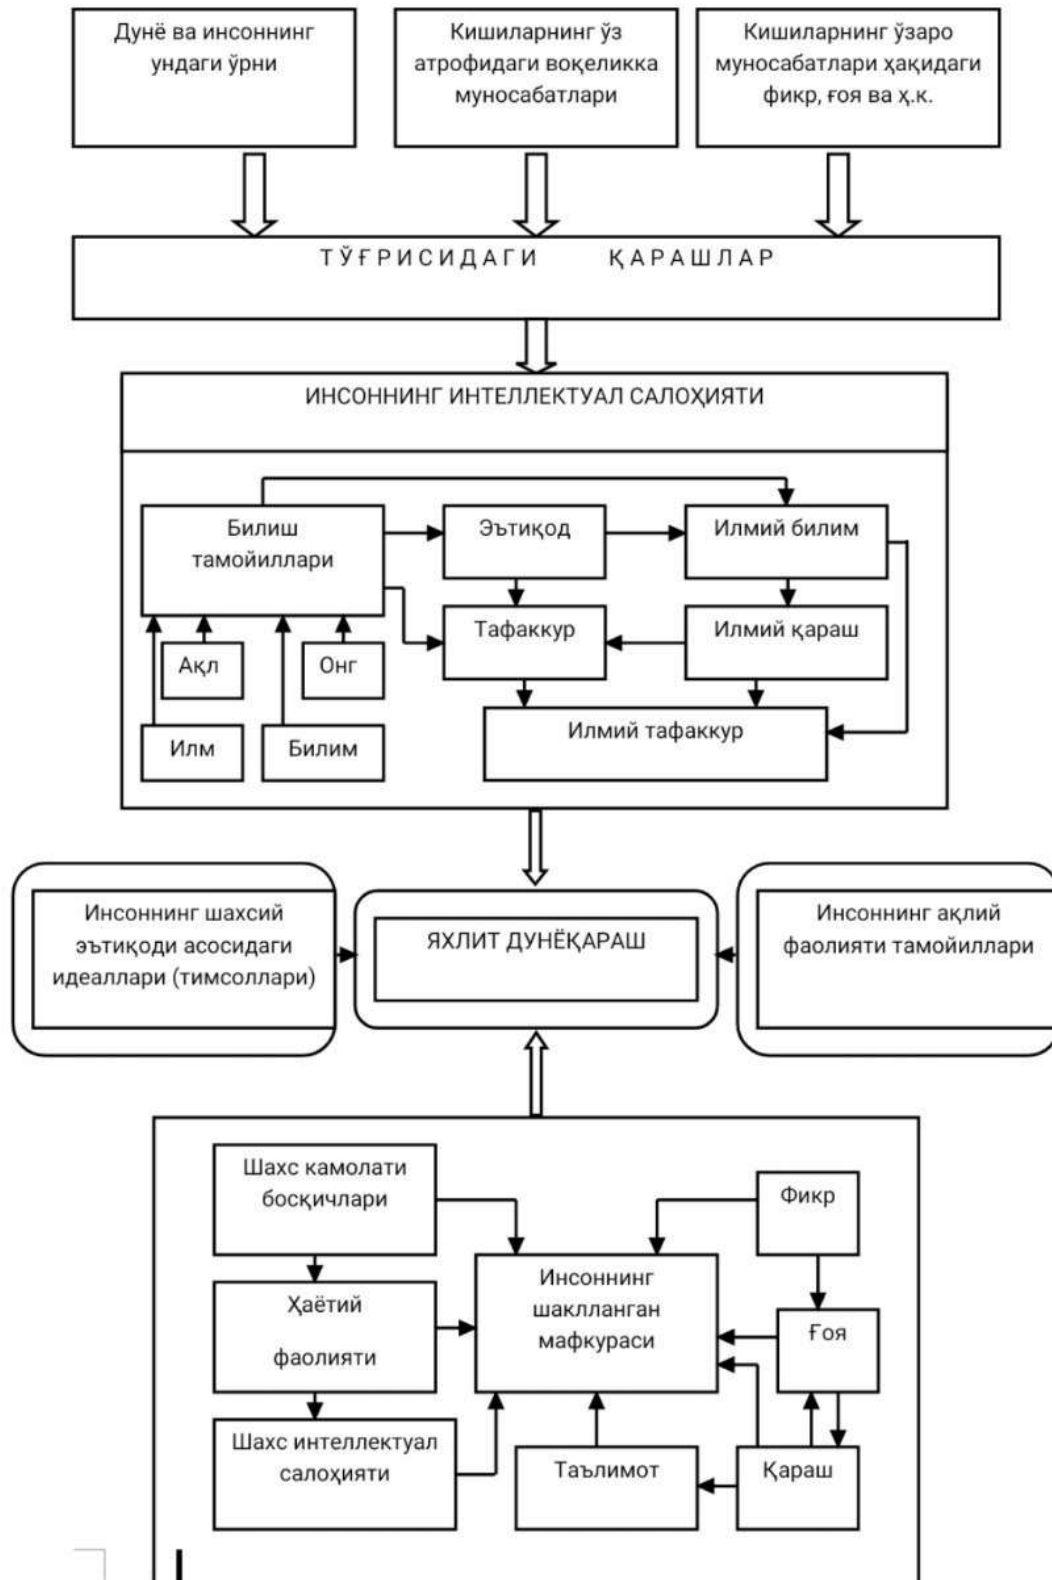 Дунё ва инсоннинг
ундаги ўрни
Кишиларнинг ўз
атрофидаги воқеликка
муносабатлари
Кишиларнинг ўзаро
муносабатлари ҳақидаги
фикр, ғоя ва ҳ.к.
ТЎҒРИСИДАГИ ҚАРАШЛАР
ИНСОННИНГ ИНТЕЛЛЕКТУАЛ САЛОҲИЯТИ
Билиш
тамойиллари
Эътиқод
Илмий билим
Тафаккур
Илмий қараш
Ақл
Онг
Илм
Билим
Илмий тафаккур
Инсоннинг шахсий
эътиқоди асосидаги
идеаллари (тимсоллари)
ЯХЛИТ ДУНЁҚАРАШ
Инсоннинг ақлий
фаолияти тамойиллари
Шахс камолати
босқичлари
Фикр
Ҳаётий
фаолияти
Инсоннинг
шаклланган
мафкураси
Ғоя
Шахс интеллектуал
салоҳияти
Таълимот
Қараш